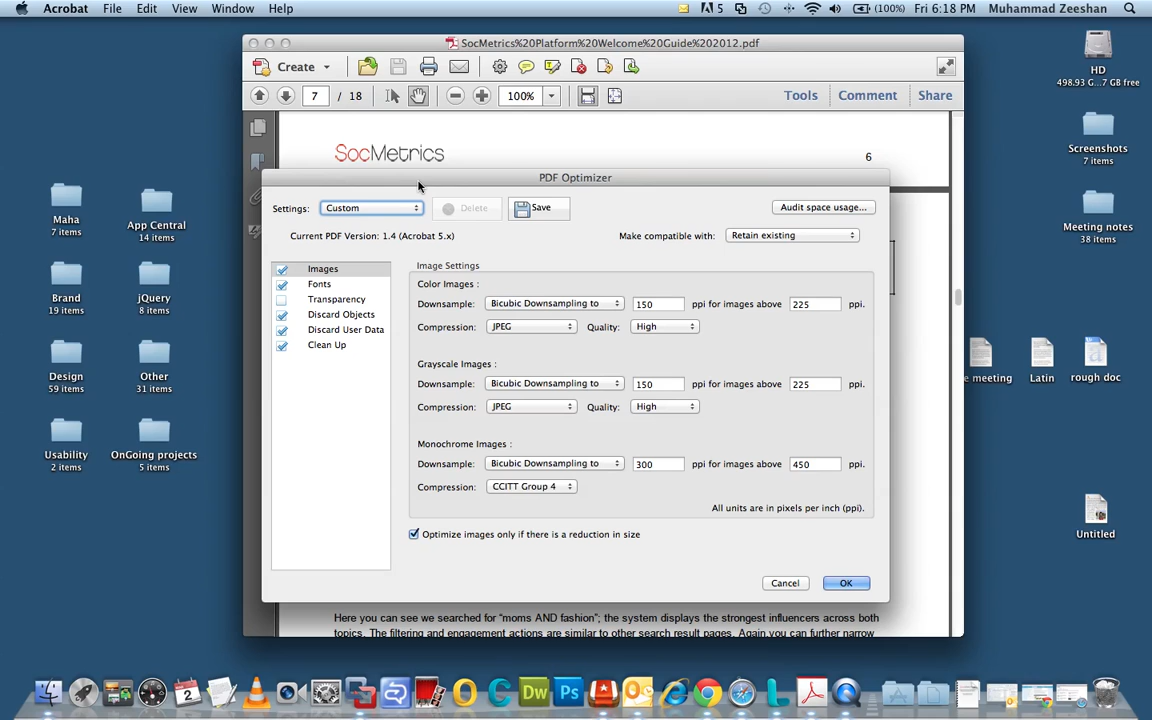 Acrobat File Edit View Window Help 5 (100%) Fri 6:18 PM Muhammad Zeeshan
SocMetrics%20Platform%20Welcome%20Guide%202012.pdf
Create
7 / 18 100% Tools Comment Share
SocMetrics 6
PDF Optimizer
Settings: Custom Delete Save Audit space usage...
Current PDF Version: 1.4 (Acrobat 5.x) Make compatible with: Retain existing
Images
Fonts
Transparency
Discard Objects
Discard User Data
Clean Up
Image Settings
Color Images :
Downsample: Bicubic Downsampling to 150 ppi for images above 225 ppi.
Compression: JPEG Quality: High
Grayscale Images :
Downsample: Bicubic Downsampling to 150 ppi for images above 225 ppi.
Compression: JPEG Quality: High
Monochrome Images :
Downsample: Bicubic Downsampling to 300 ppi for images above 450 ppi.
Compression: CCITT Group 4
All units are in pixels per inch (ppi).
Optimize images only if there is a reduction in size
Cancel OK
Here you can see we searched for “moms AND fashion”; the system displays the strongest influencers across both
topics. The filtering and engagement actions are similar to other search result pages. Again,you can further narrow
Maha
7 items
App Central
14 items
Brand
19 items
jQuery
8 items
Design
59 items
Other
31 items
Usability
2 items
OnGoing projects
5 items
HD
498.93 G...7 GB free
Screenshots
7 items
Meeting notes
38 items
e meeting
Latin
rough doc
Untitled
2
Dw
Ps